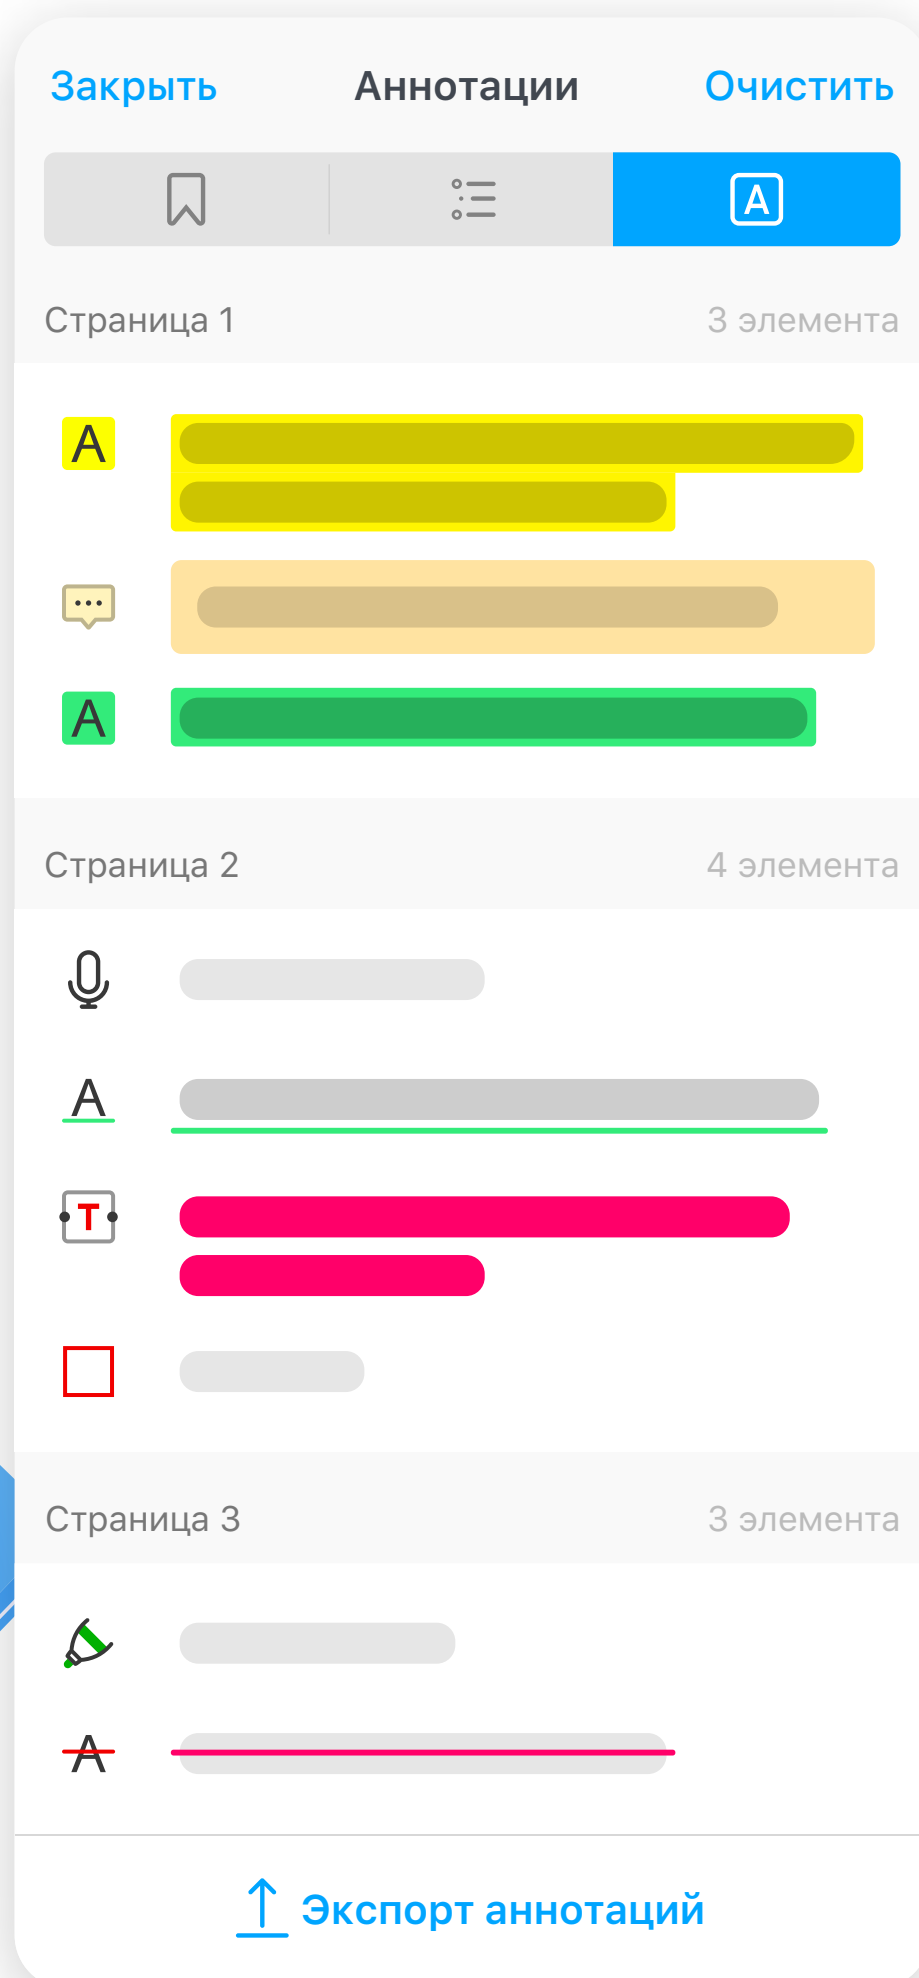 Закрыть Аннотации Очистить
A
Страница 1 3 элемента
A
A
Страница 2 4 элемента
A
T
Страница 3 3 элемента
A
Экспорт аннотаций